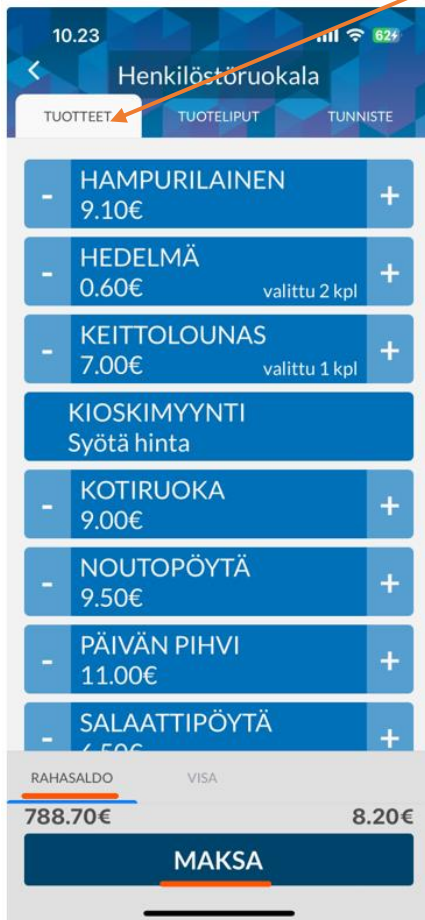 10.23
62
Henkilöstöruokala
TUOTTEET
TUOTELIPUT
TUNNISTE
- HAMPURILAINEN +
9.10€
- HEDELMÄ +
0.60€ valittu 2 kpl
- KEITTOLOUNAS +
7.00€ valittu 1 kpl
KIOSKIMYYNTI
Syötä hinta
- KOTIRUOKA +
9.00€
- NOUTOPÖYTÄ +
9.50€
- PÄIVÄN PIHVI +
11.00€
- SALAATTIPÖYTÄ +
RAHASALDO VISA
788.70€ 8.20€
MAKSA